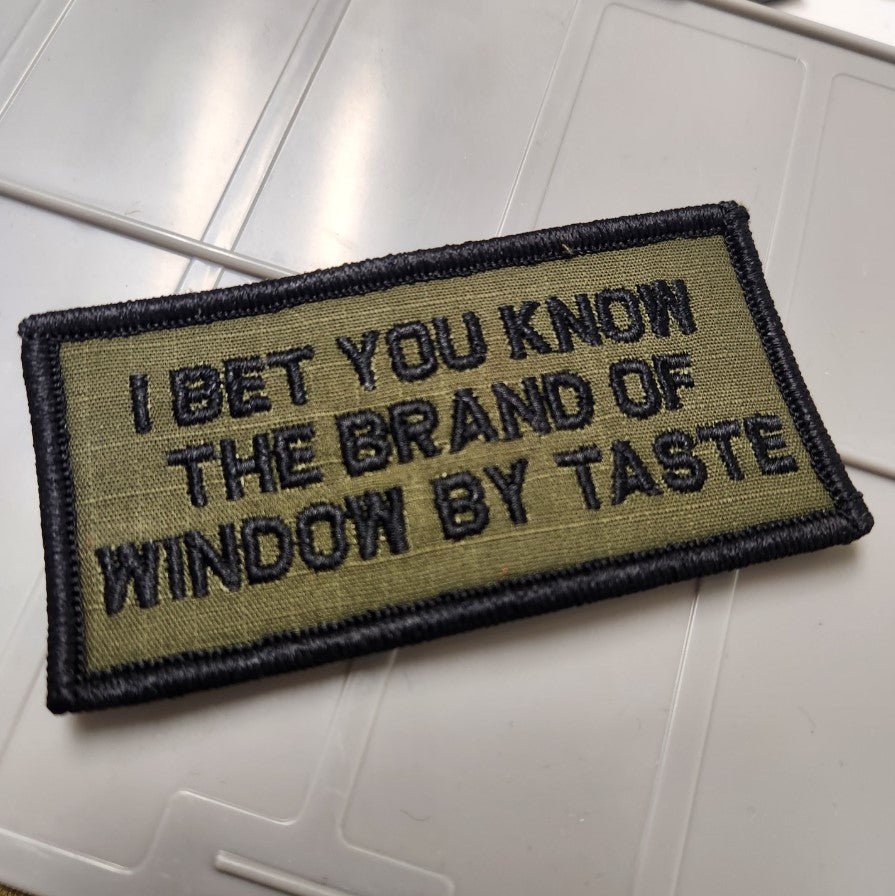 I BET YOU KNOW
THE BRAND OF
WINDOW BY TASTE